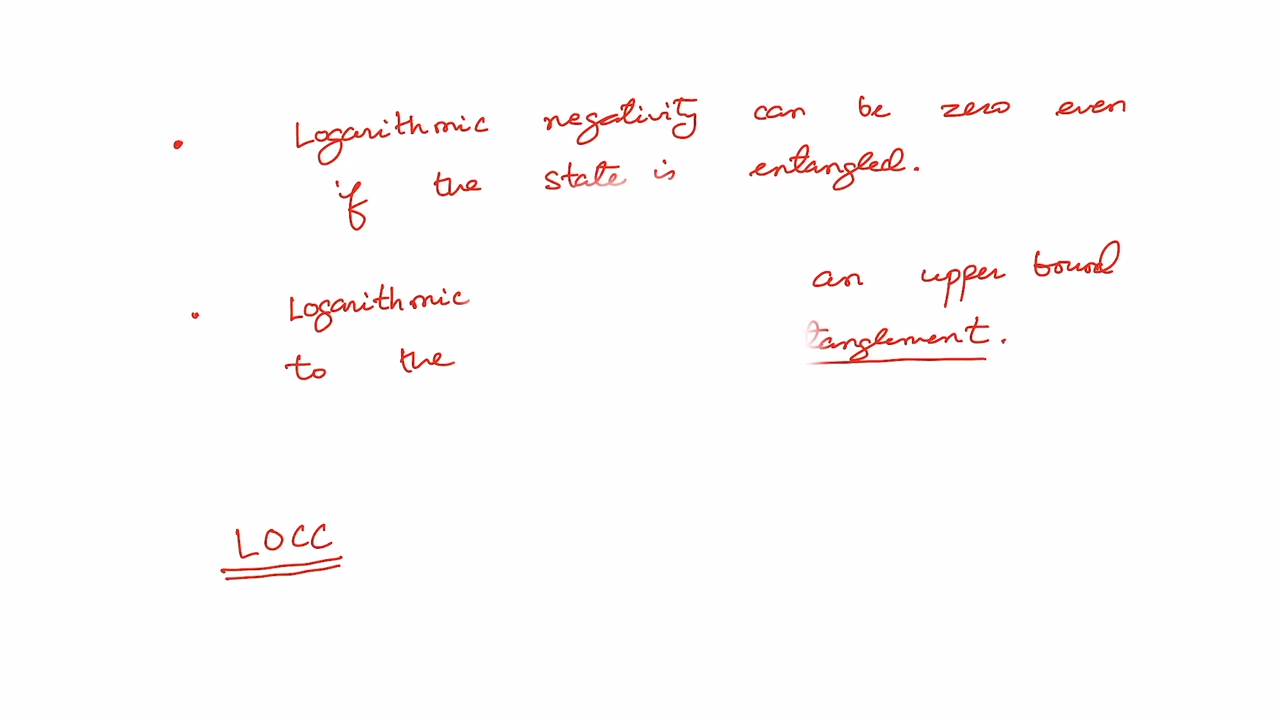 • Logarithmic negativity can be zero even
if the state is entangled.
• Logarithmic an upper bound
to the tanglement.
LOCC